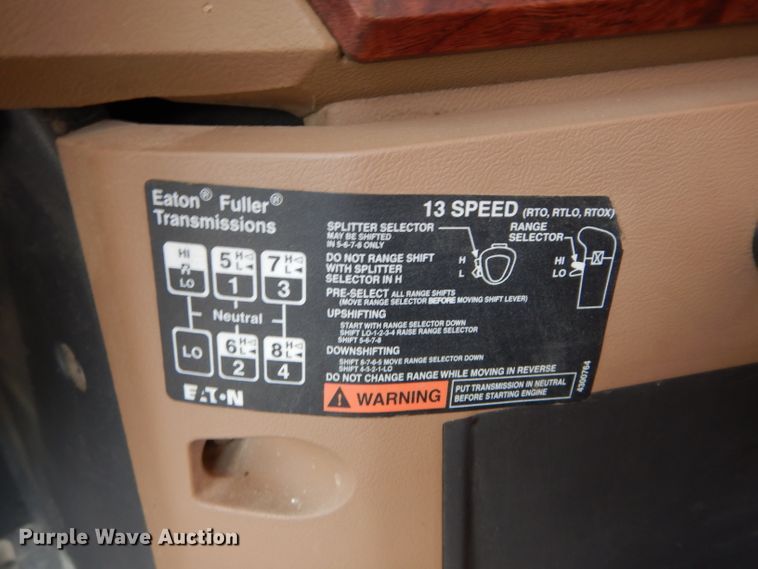 Eaton® Fuller®
Transmissions
13 SPEED (RTO, RTLO, RTOX)
SPLITTER SELECTOR
MAY BE SHIFTED
IN 5-6-7-8 ONLY
RANGE
SELECTOR
H
L
HI
LO
DO NOT RANGE SHIFT
WITH SPLITTER
SELECTOR IN H
PRE-SELECT ALL RANGE SHIFTS
(MOVE RANGE SELECTOR BEFORE MOVING SHIFT LEVER)
UPSHIFTING
START WITH RANGE SELECTOR DOWN
SHIFT LO-1-2-3-4 RAISE RANGE SELECTOR
SHIFT 5-6-7-8
DOWNSHIFTING
SHIFT 8-7-6-5 MOVE RANGE SELECTOR DOWN
SHIFT 4-3-2-1-LO
DO NOT CHANGE RANGE WHILE MOVING IN REVERSE
WARNING
PUT TRANSMISSION IN NEUTRAL
BEFORE STARTING ENGINE
4300764
HI
R
LO
5 H L
1
7 H L
3
Neutral
LO
6 H L
2
8 H L
4
EATON
Purple Wave Auction